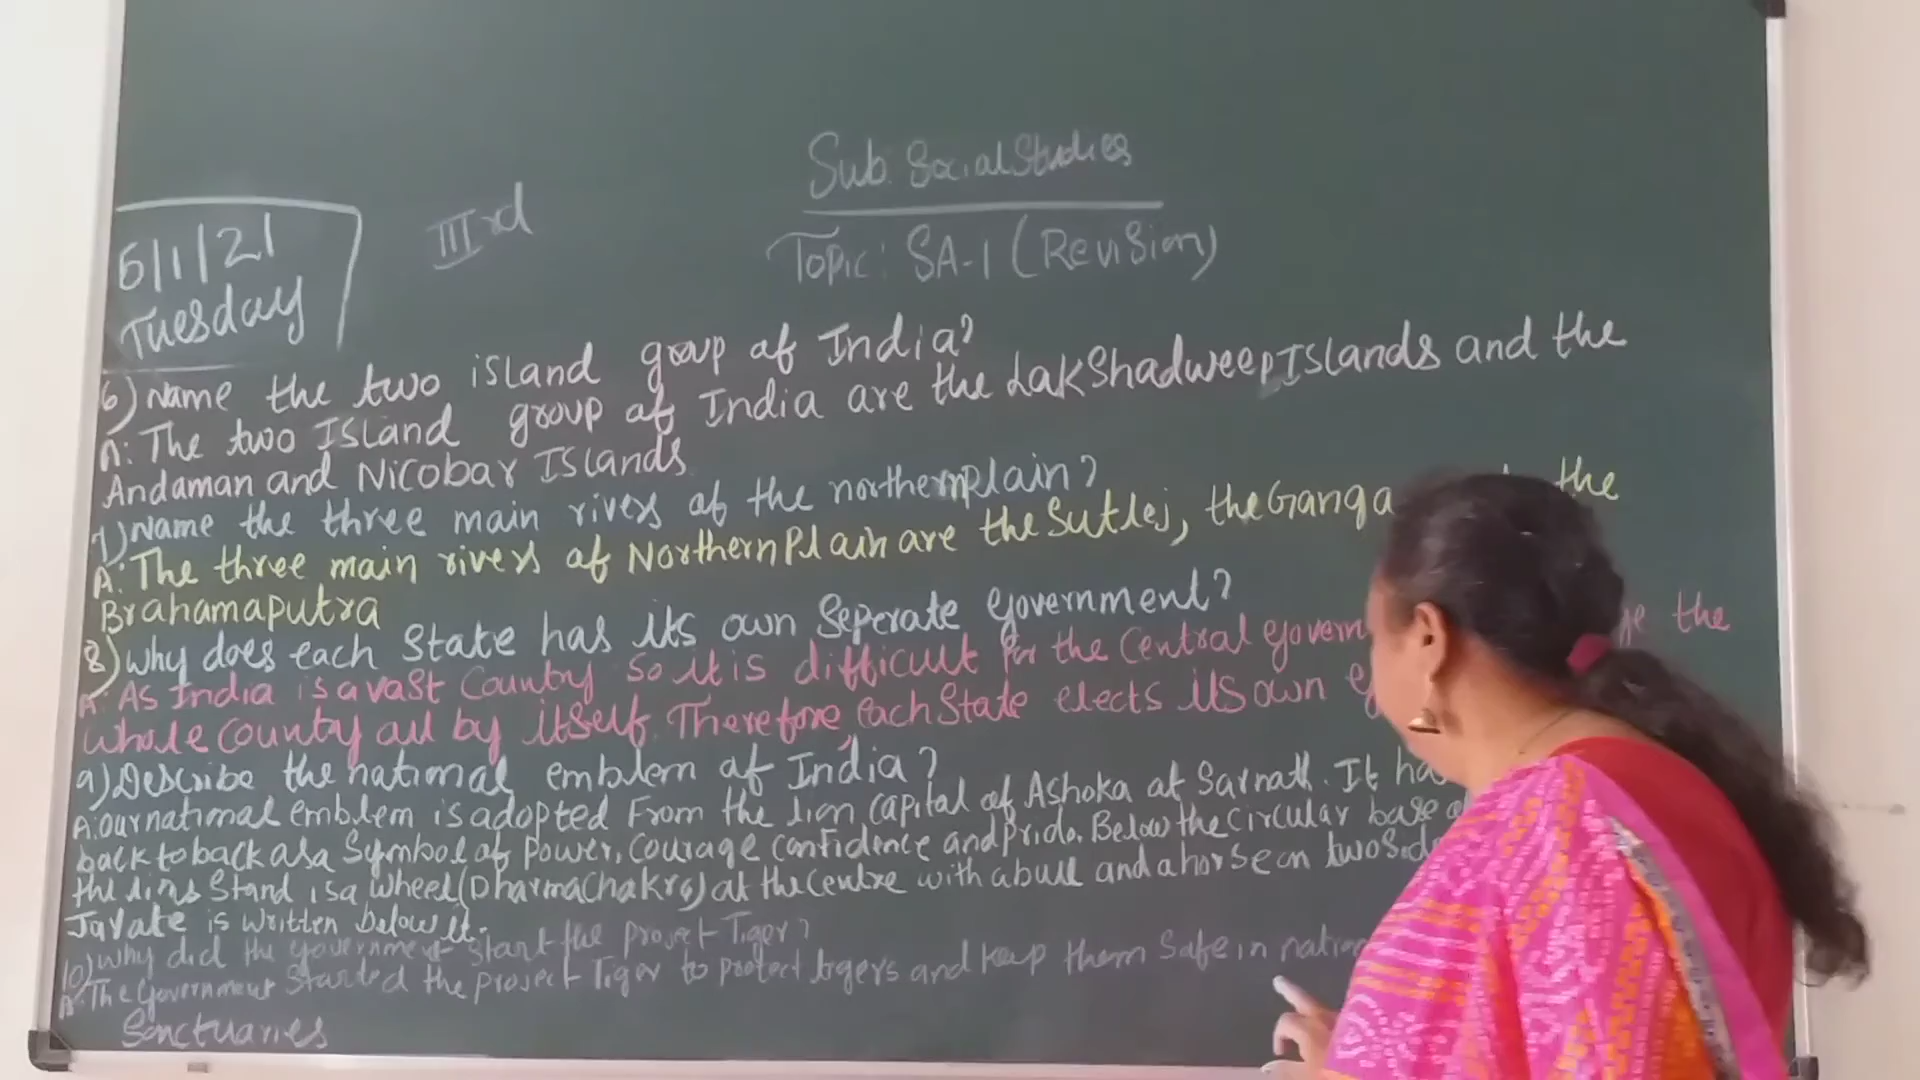 Sub: Social Studies
Topic: SA-1 (Revision)
IIIrd
5/1/21
Tuesday
6) Name the two island group of India?
A: The two Island group of India are the Lakshadweep Islands and the
Andaman and Nicobar Islands
7) Name the three main rivers of the northern plain?
A: The three main rivers of Northern Plain are the Sutlej, the Ganga the
Brahamaputra
8) Why does each State has its own Seperate Government?
A: As India is a vast Country so it is difficult for the Central the
whole county all by itself. Therefore, each State elects its own
9) Describe the national emblem of India?
A: Our national emblem is adopted From the lion capital of Ashoka at Sarnath. It
back to back as a Symbol of Power, Courage confidence and Pride. Below the circular base
the lions Stand is a wheel (Dharmachakra) at the Centre with a bull and a horse on two
Jayate is written below it.
10) Why did the Government Start the project Tiger?
A: The Government Started the project Tiger to protect tigers and keep them Safe in
Sanctuaries